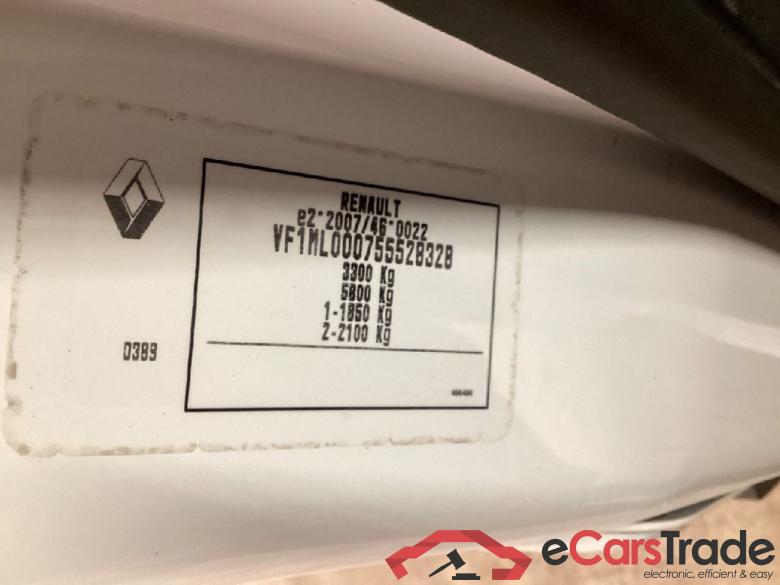 RENAULT
e2*2007/46*0022
VF1ML000755528328
3300 Kg
5800 Kg
1-1850 Kg
2-2100 Kg
0389
eCarsTrade
electronic, efficient & easy